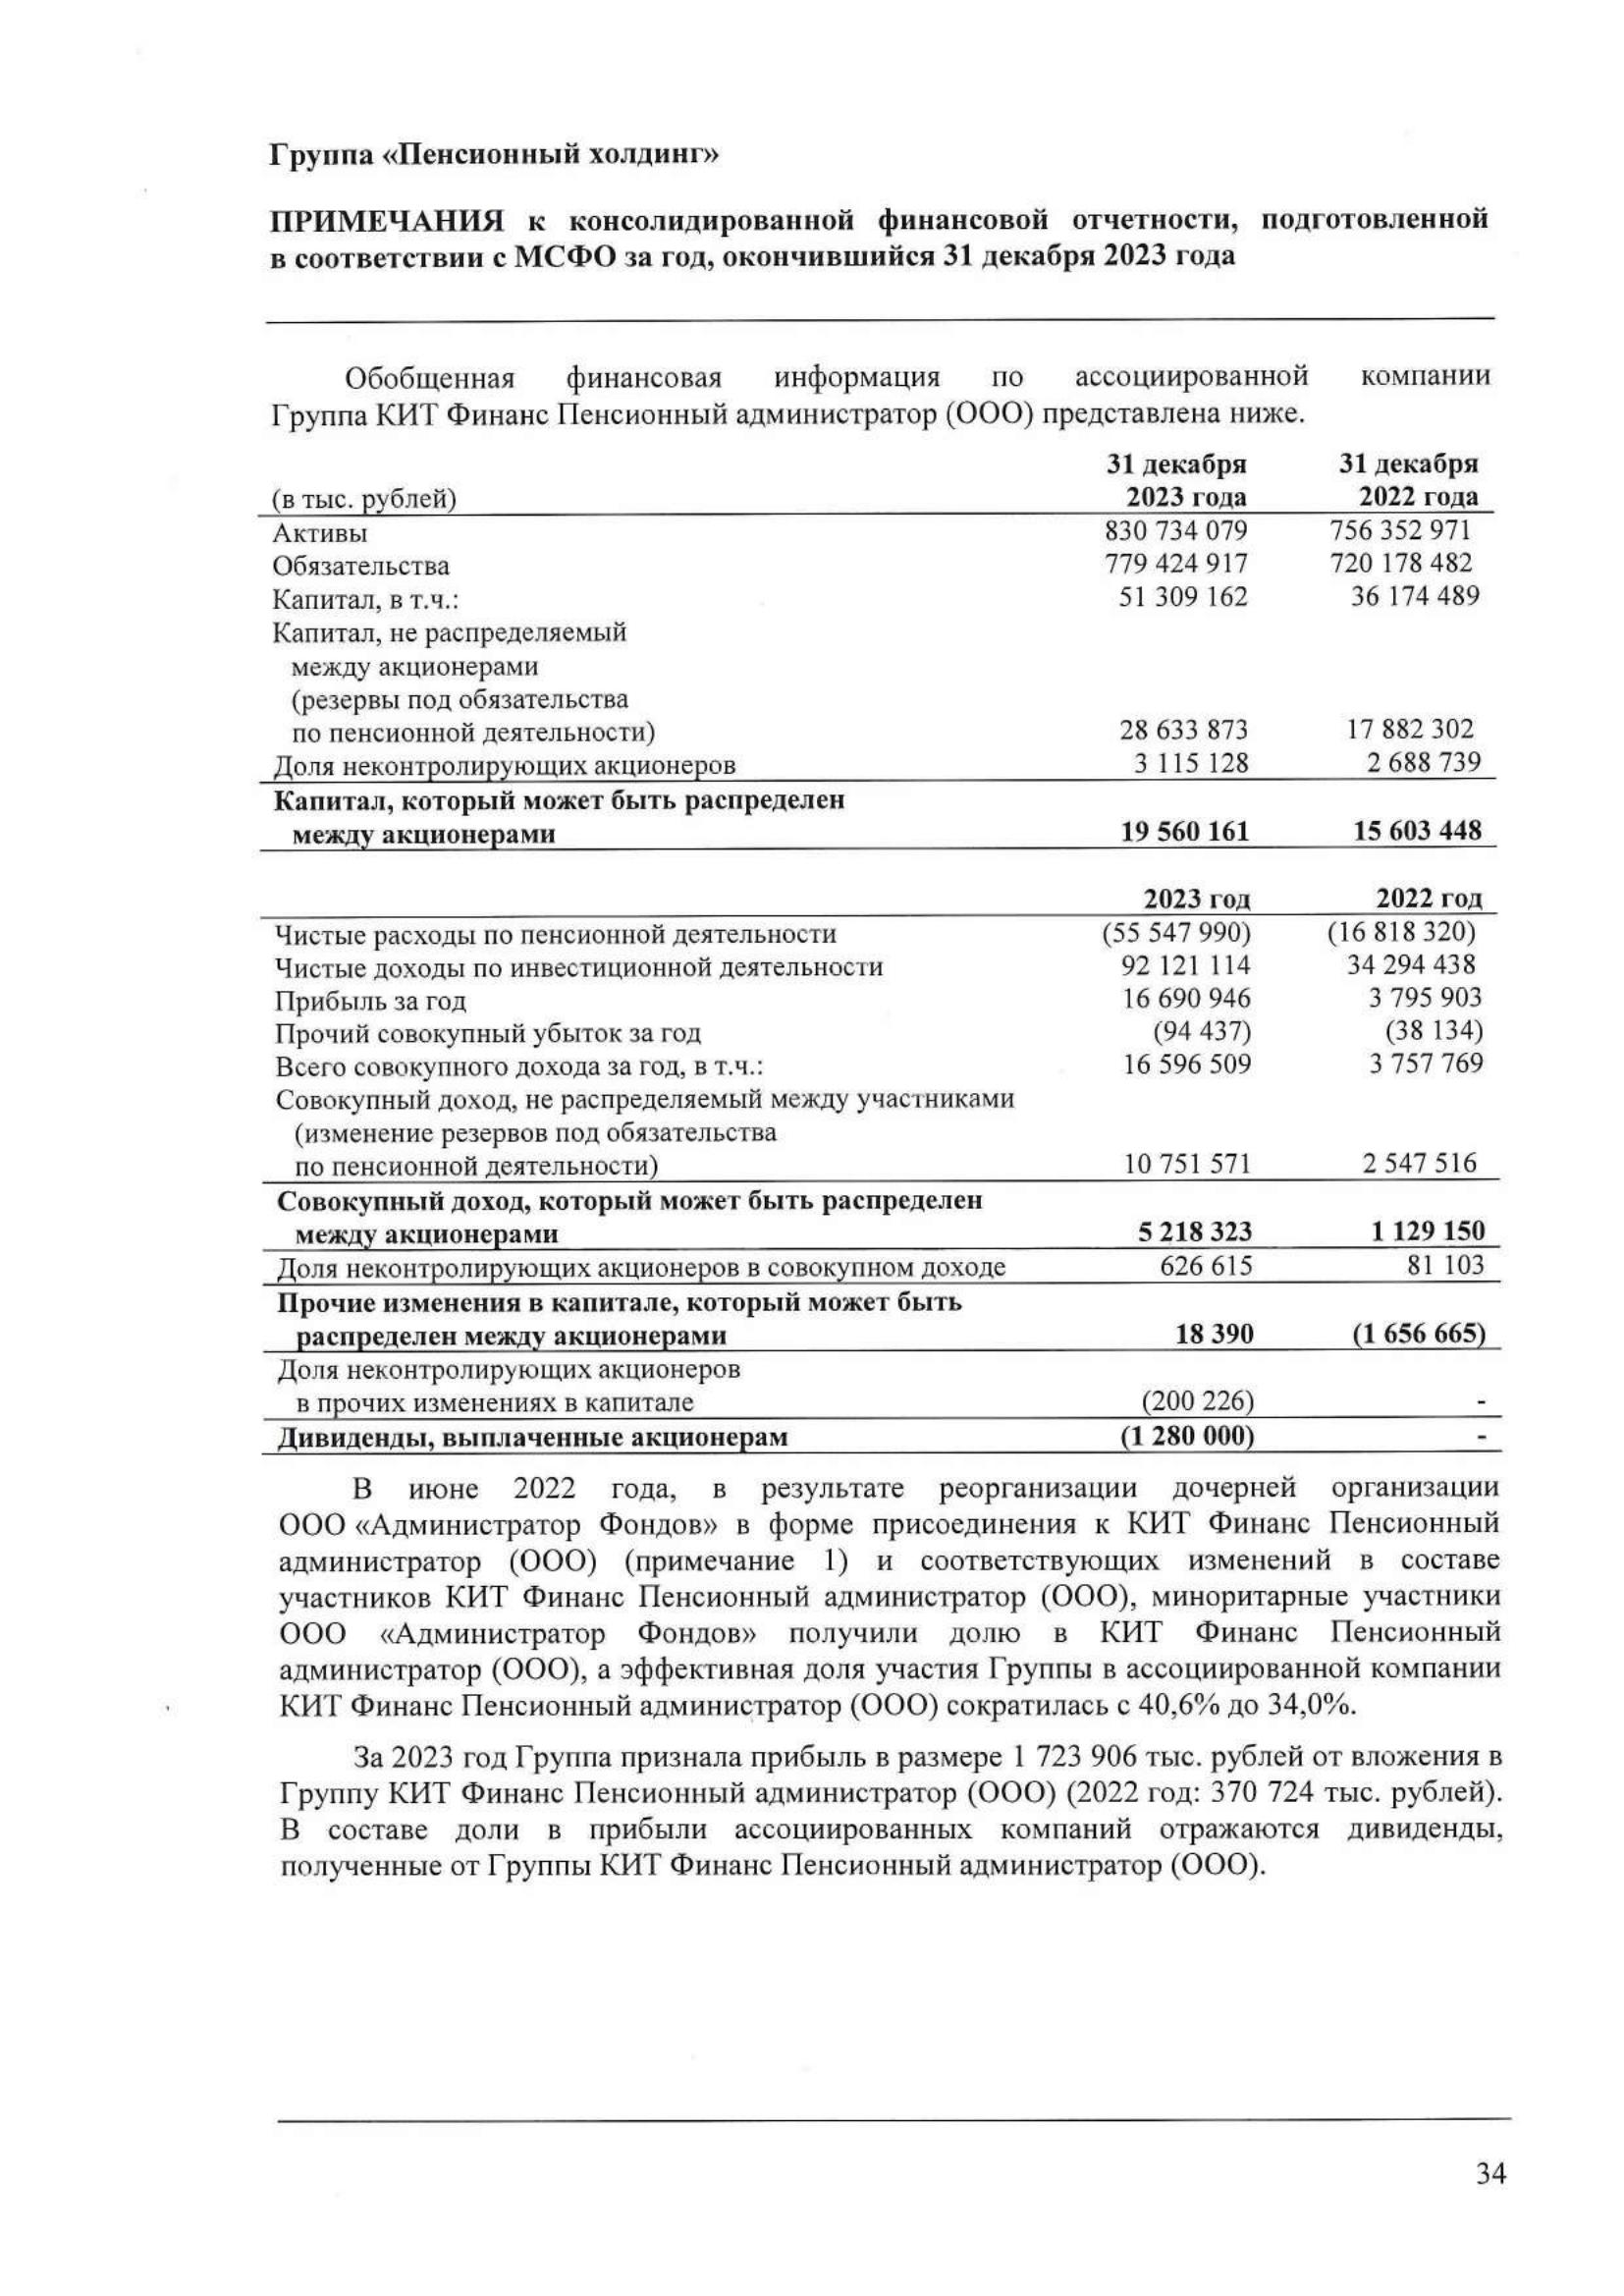 Группа «Пенсионный холдинг»
ПРИМЕЧАНИЯ к консолидированной финансовой отчетности, подготовленной
в соответствии с МСФО за год, окончившийся 31 декабря 2023 года
Обобщенная финансовая информация по ассоциированной компании
Группа КИТ Финанс Пенсионный администратор (ООО) представлена ниже.
31 декабря 31 декабря
(в тыс. рублей) 2023 года 2022 года
Активы 830 734 079 756 352 971
Обязательства 779 424 917 720 178 482
Капитал, в т.ч.: 51 309 162 36 174 489
Капитал, не распределяемый
между акционерами
(резервы под обязательства
по пенсионной деятельности) 28 633 873 17 882 302
Доля неконтролирующих акционеров 3 115 128 2 688 739
Капитал, который может быть распределен
между акционерами 19 560 161 15 603 448
2023 год 2022 год
Чистые расходы по пенсионной деятельности (55 547 990) (16 818 320)
Чистые доходы по инвестиционной деятельности 92 121 114 34 294 438
Прибыль за год 16 690 946 3 795 903
Прочий совокупный убыток за год (94 437) (38 134)
Всего совокупного дохода за год, в т.ч.: 16 596 509 3 757 769
Совокупный доход, не распределяемый между участниками
(изменение резервов под обязательства
по пенсионной деятельности) 10 751 571 2 547 516
Совокупный доход, который может быть распределен
между акционерами 5 218 323 1 129 150
Доля неконтролирующих акционеров в совокупном доходе 626 615 81 103
Прочие изменения в капитале, который может быть
распределен между акционерами 18 390 (1 656 665)
Доля неконтролирующих акционеров
в прочих изменениях в капитале (200 226) -
Дивиденды, выплаченные акционерам (1 280 000) -
В июне 2022 года, в результате реорганизации дочерней организации
ООО «Администратор Фондов» в форме присоединения к КИТ Финанс Пенсионный
администратор (ООО) (примечание 1) и соответствующих изменений в составе
участников КИТ Финанс Пенсионный администратор (ООО), миноритарные участники
ООО «Администратор Фондов» получили долю в КИТ Финанс Пенсионный
администратор (ООО), а эффективная доля участия Группы в ассоциированной компании
КИТ Финанс Пенсионный администратор (ООО) сократилась с 40,6% до 34,0%.
За 2023 год Группа признала прибыль в размере 1 723 906 тыс. рублей от вложения в
Группу КИТ Финанс Пенсионный администратор (ООО) (2022 год: 370 724 тыс. рублей).
В составе доли в прибыли ассоциированных компаний отражаются дивиденды,
полученные от Группы КИТ Финанс Пенсионный администратор (ООО).
34